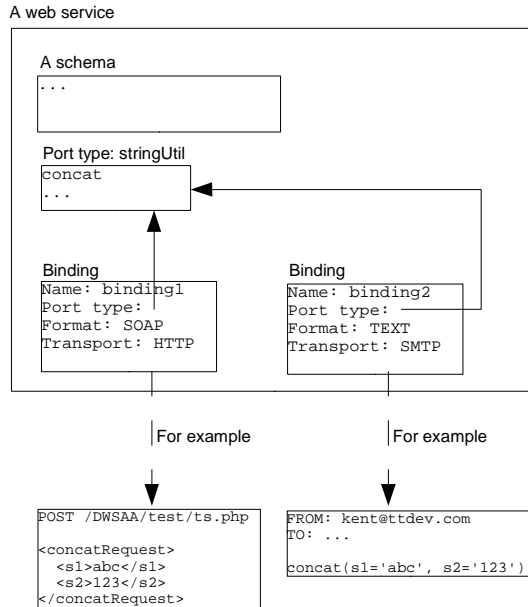 A web service
A schema
...
Port type: stringUtil
concat
...
Binding
Name: binding1
Port type:
Format: SOAP
Transport: HTTP
Binding
Name: binding2
Port type:
Format: TEXT
Transport: SMTP
For example
For example
POST /DWSAA/test/ts.php
<concatRequest>
<s1>abc</s1>
<s2>123</s2>
</concatRequest>
FROM: kent@ttdev.com
TO: ...
concat(s1='abc', s2='123')